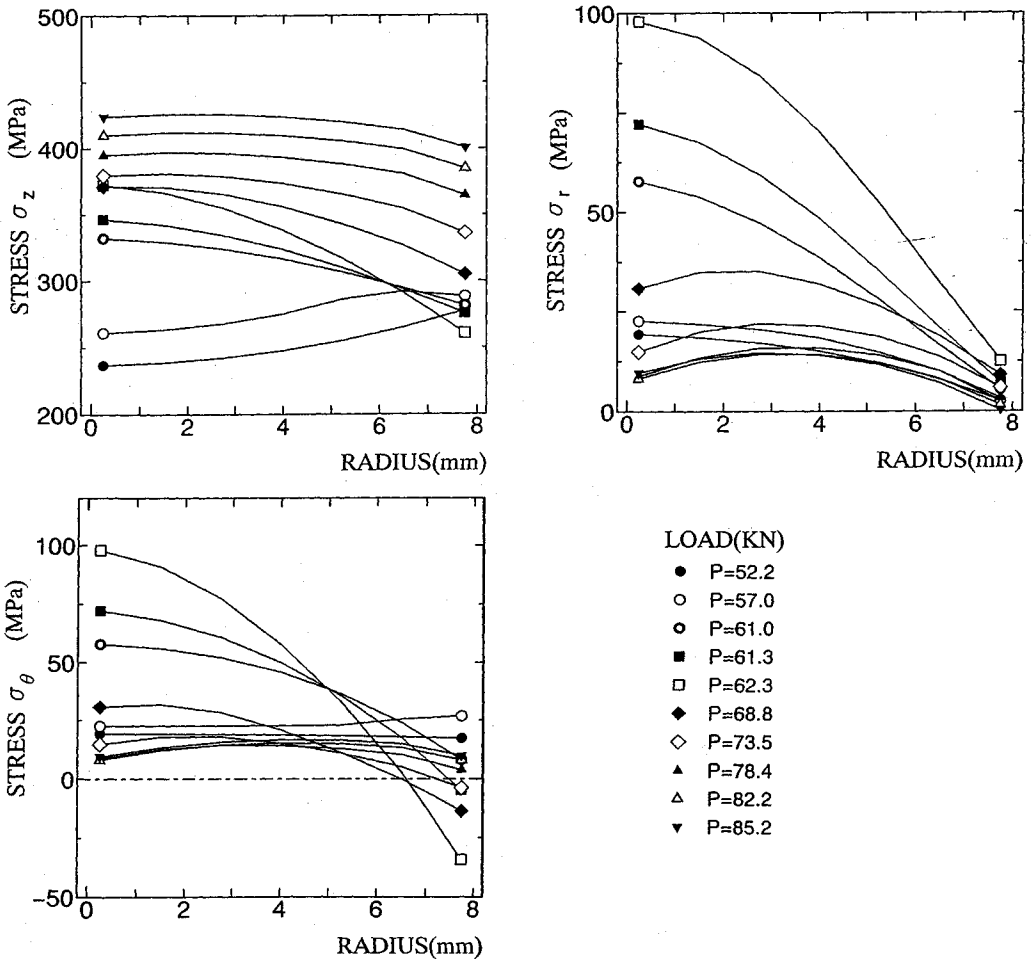 500
400
300
200
STRESS σz (MPa)
0 2 4 6 8
RADIUS(mm)
100
50
0
STRESS σr (MPa)
0 2 4 6 8
RADIUS(mm)
100
50
0
−50
STRESS σθ (MPa)
0 2 4 6 8
RADIUS(mm)
LOAD(KN)
P=52.2
P=57.0
P=61.0
P=61.3
P=62.3
P=68.8
P=73.5
P=78.4
P=82.2
P=85.2